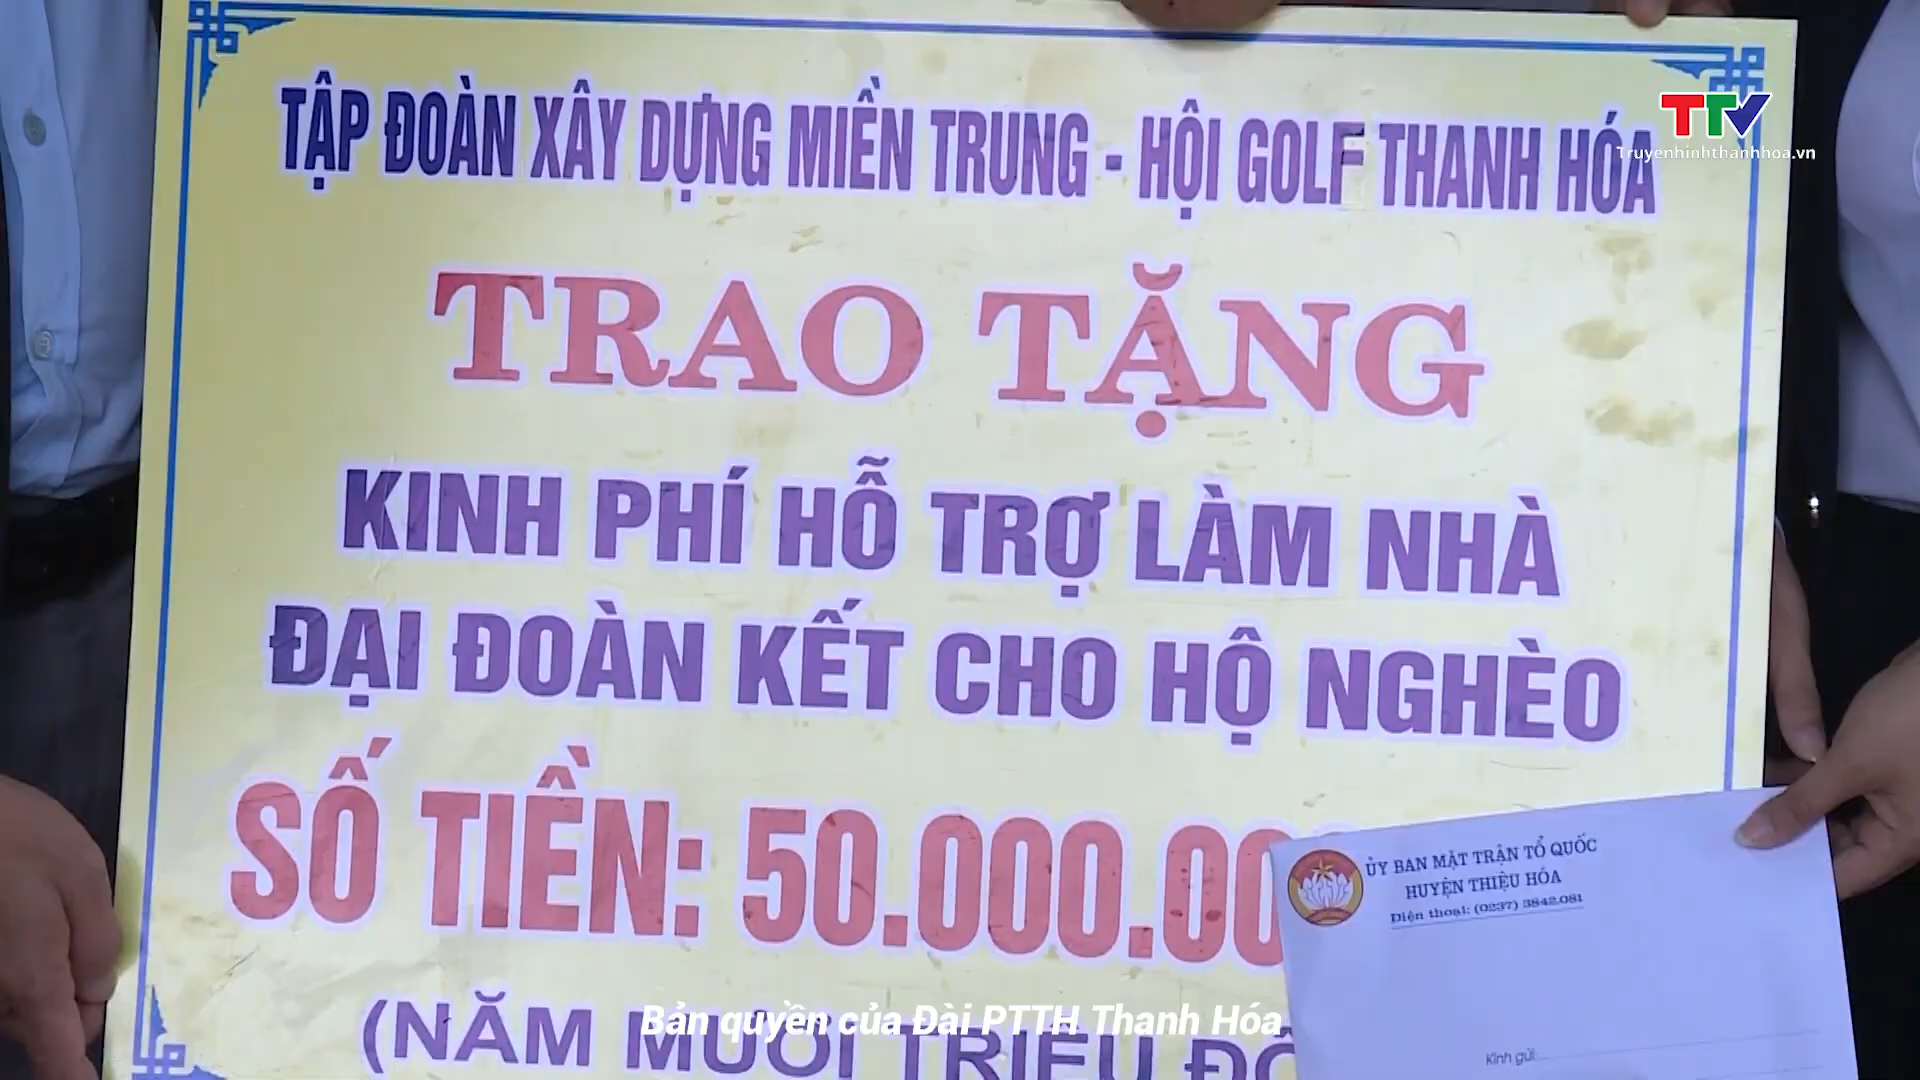 TẬP ĐOÀN XÂY DỰNG MIỀN TRUNG - HỘI GOLF THANH HÓA
TTV
Truyenhinhthanhhoa.vn
TRAO TẶNG
KINH PHÍ HỖ TRỢ LÀM NHÀ
ĐẠI ĐOÀN KẾT CHO HỘ NGHÈO
SỐ TIỀN: 50.000.00
ỦY BAN MẶT TRẬN TỔ QUỐC
HUYỆN THIỆU HÓA
Điện thoại: (0237) 3842.081
Kính gửi:
(NĂM MƯƠI TRIỆU ĐỒ
Bản quyền của Đài PTTH Thanh Hóa